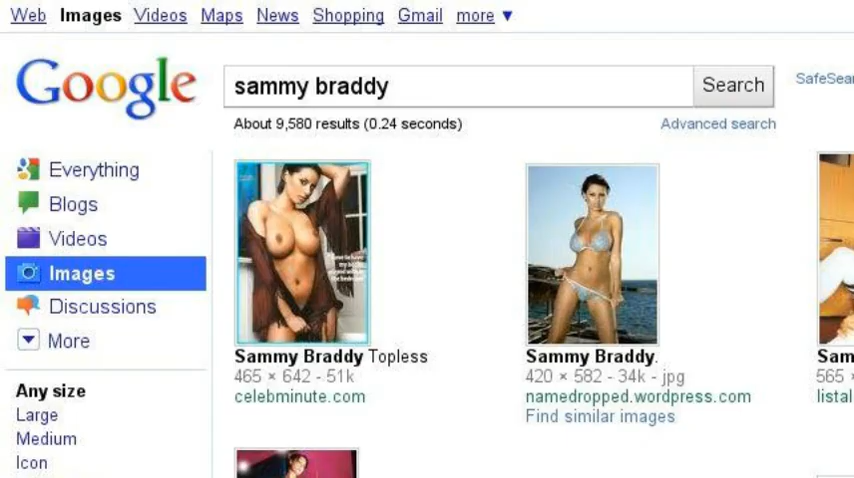 Web Images Videos Maps News Shopping Gmail more ▼
Google
sammy braddy
Search
SafeSear
About 9,580 results (0.24 seconds)
Advanced search
Everything
Blogs
Videos
Images
Discussions
More
Any size
Large
Medium
Icon
Sammy Braddy Topless
465 × 642 - 51k
celebminute.com
Sammy Braddy.
420 × 582 - 34k - jpg
namedropped.wordpress.com
Find similar images
Sam
565 ×
listal